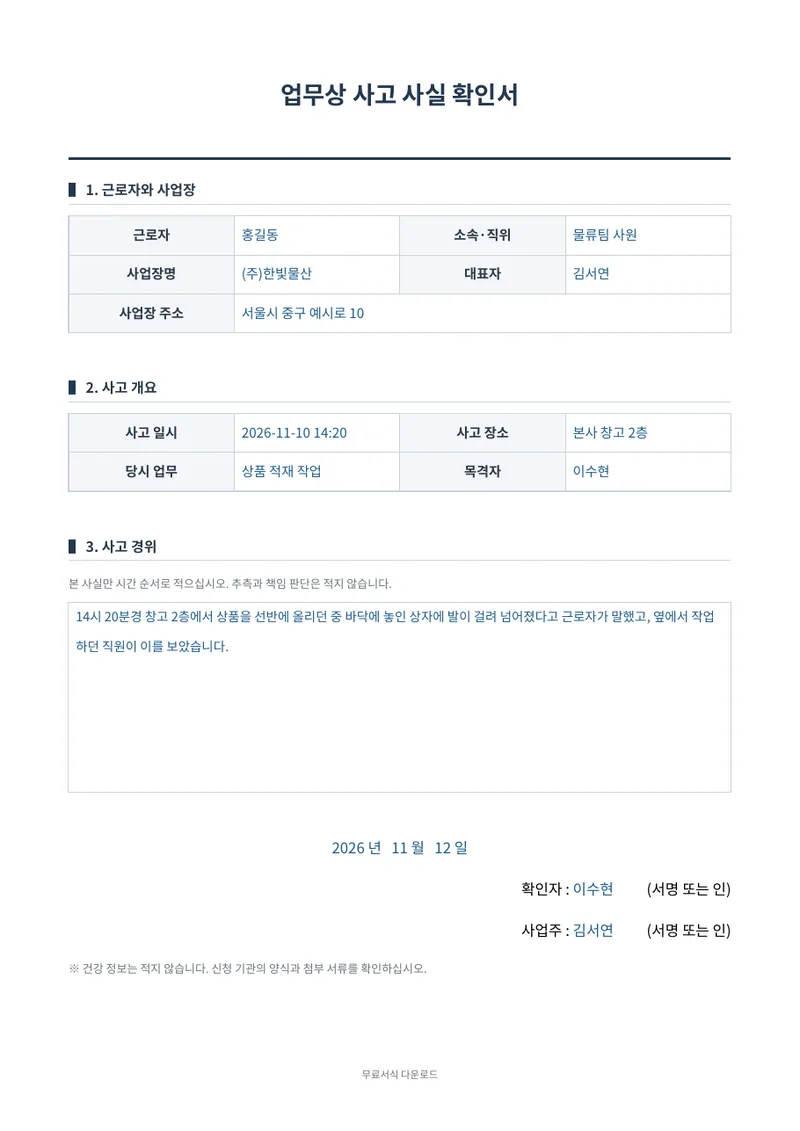 업무상 사고 사실 확인서
1. 근로자와 사업장
근로자 홍길동 소속·직위 물류팀 사원
사업장명 (주)한빛물산 대표자 김서연
사업장 주소 서울시 중구 예시로 10
2. 사고 개요
사고 일시 2026-11-10 14:20 사고 장소 본사 창고 2층
당시 업무 상품 적재 작업 목격자 이수현
3. 사고 경위
본 사실만 시간 순서로 적으십시오. 추측과 책임 판단은 적지 않습니다.
14시 20분경 창고 2층에서 상품을 선반에 올리던 중 바닥에 놓인 상자에 발이 걸려 넘어졌다고 근로자가 말했고, 옆에서 작업
하던 직원이 이를 보았습니다.
2026 년 11 월 12 일
확인자 : 이수현 (서명 또는 인)
사업주 : 김서연 (서명 또는 인)
※ 건강 정보는 적지 않습니다. 신청 기관의 양식과 첨부 서류를 확인하십시오.
무료서식 다운로드